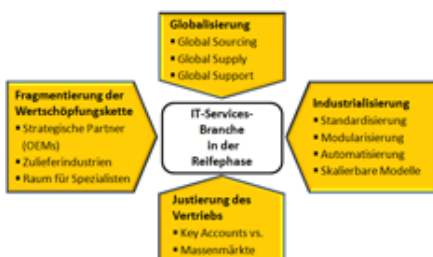 Globalisierung
▪ Global Sourcing
▪ Global Supply
▪ Global Support
Fragmentierung der
Wertschöpfungskette
▪ Strategische Partner
(OEMs)
▪ Zulieferindustrien
▪ Raum für Spezialisten
IT-Services-
Branche
in der
Reifephase
Industrialisierung
▪ Standardisierung
▪ Modularisierung
▪ Automatisierung
▪ Skalierbare Modelle
Justierung des
Vertriebs
▪ Key Accounts vs.
▪ Massenmärkte